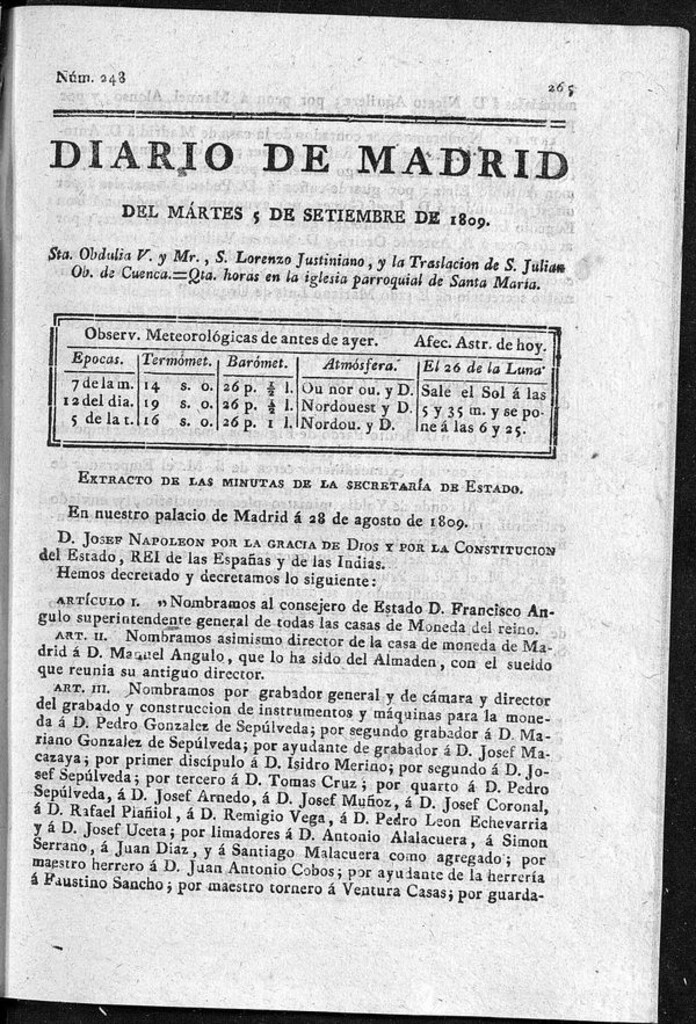 Núm. 248
265
DIARIO DE MADRID
DEL MÁRTES 5 DE SETIEMBRE DE 1809.
Sta. Obdulia V. y Mr., S. Lorenzo Justiniano, y la Traslacion de S. Julian
Ob. de Cuenca.=Qta. horas en la iglesia parroquial de Santa María.
Observ. Meteorológicas de antes de ayer. Afec. Astr. de hoy.
Epocas. Termómet. Barómet. Atmósfera. El 26 de la Luna
7 de la m. 14 s. o. 26 p. ½ l. Ou nor ou. y D. Sale el Sol á las
12 del dia. 19 s. o. 26 p. ½ l. Nordouest y D. 5 y 35 m. y se po-
5 de la t. 16 s. o. 26 p. 1 l. Nordou. y D. ne á las 6 y 25.
EXTRACTO DE LAS MINUTAS DE LA SECRETARÍA DE ESTADO.
En nuestro palacio de Madrid á 28 de agosto de 1809.
D. JOSEF NAPOLEON POR LA GRACIA DE DIOS Y POR LA CONSTITUCION
del Estado, REI de las Españas y de las Indias.
Hemos decretado y decretamos lo siguiente:
ARTÍCULO I. „Nombramos al consejero de Estado D. Francisco An-
gulo superintendente general de todas las casas de Moneda del reino.
ART. II. Nombramos asimismo director de la casa de moneda de Ma-
drid á D. Manuel Angulo, que lo ha sido del Almaden, con el sueldo
que reunia su antiguo director.
ART. III. Nombramos por grabador general y de cámara y director
del grabado y construccion de instrumentos y máquinas para la mone-
da á D. Pedro Gonzalez de Sepúlveda; por segundo grabador á D. Ma-
riano Gonzalez de Sepúlveda; por ayudante de grabador á D. Josef Ma-
cazaya; por primer discípulo á D. Isidro Merino; por segundo á D. Jo-
sef Sepúlveda; por tercero á D. Tomas Cruz; por quarto á D. Pedro
Sepúlveda, á D. Josef Arnedo, á D. Josef Muñoz, á D. Josef Coronal,
á D. Rafael Plañiol, á D. Remigio Vega, á D. Pedro Leon Echevarria
y á D. Josef Uceta; por limadores á D. Antonio Alalacuera, á Simon
Serrano, á Juan Diaz, y á Santiago Malacuera como agregado; por
maestro herrero á D. Juan Antonio Cobos; por ayudante de la herrería
á Faustino Sancho; por maestro tornero á Ventura Casas; por guarda-